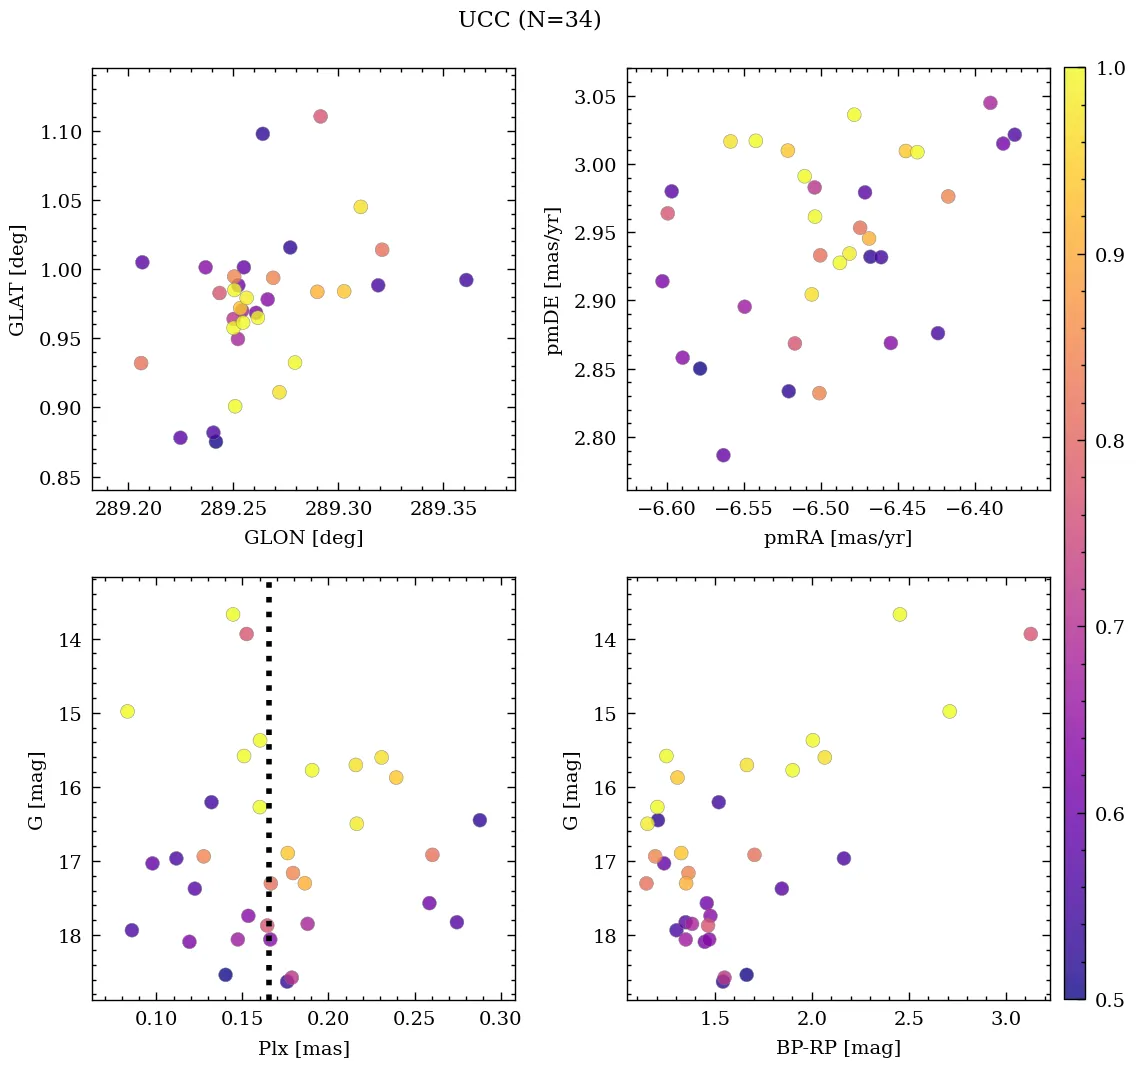 UCC (N=34)
1.10
1.05
1.00
0.95
0.90
0.85
GLAT [deg]
289.20 289.25 289.30 289.35
GLON [deg]
3.05
3.00
2.95
2.90
2.85
2.80
pmDE [mas/yr]
−6.60 −6.55 −6.50 −6.45 −6.40
pmRA [mas/yr]
1.0
0.9
0.8
0.7
0.6
0.5
14
15
16
17
18
G [mag]
0.10 0.15 0.20 0.25 0.30
Plx [mas]
14
15
16
17
18
G [mag]
1.5 2.0 2.5 3.0
BP-RP [mag]